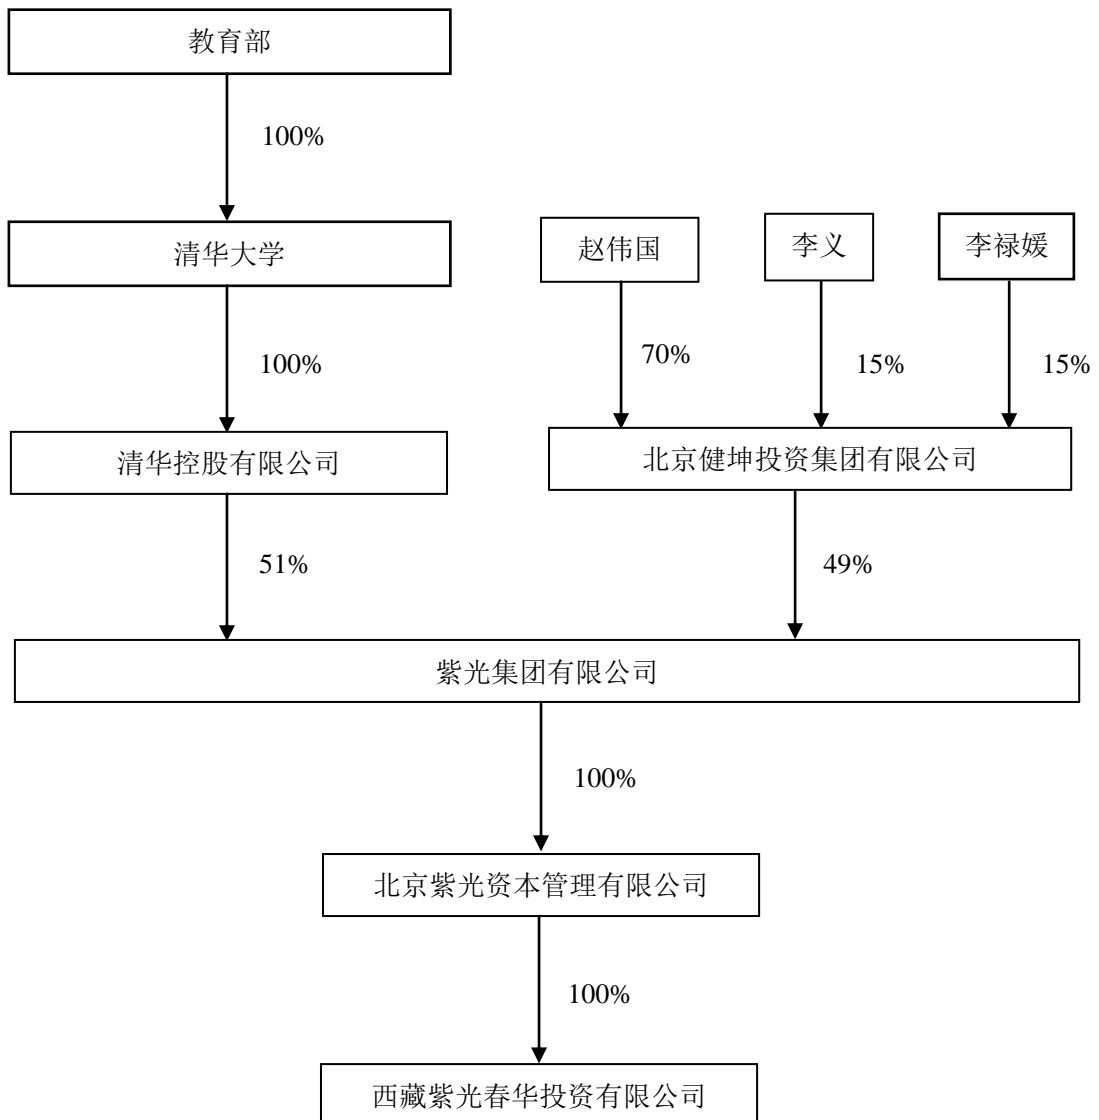 教育部
100%
清华大学
赵伟国
李义
李禄媛
100%
70%
15%
15%
清华控股有限公司
北京健坤投资集团有限公司
51%
49%
紫光集团有限公司
100%
北京紫光资本管理有限公司
100%
西藏紫光春华投资有限公司